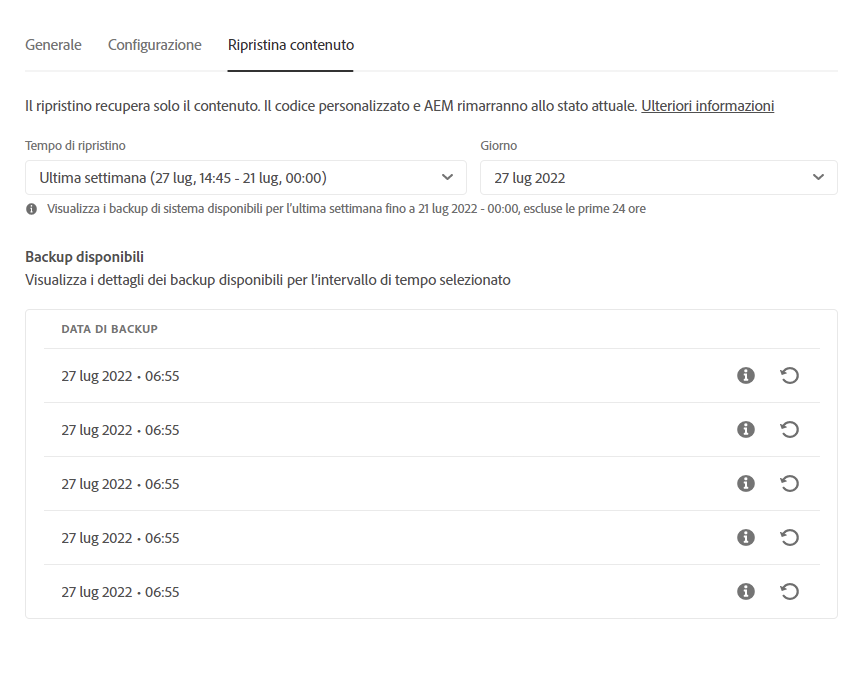 Generale Configurazione Ripristina contenuto
Il ripristino recupera solo il contenuto. Il codice personalizzato e AEM rimarranno allo stato attuale. Ulteriori informazioni
Tempo di ripristino Giorno
Ultima settimana (27 lug, 14:45 - 21 lug, 00:00) 27 lug 2022
Visualizza i backup di sistema disponibili per l'ultima settimana fino a 21 lug 2022 - 00:00, escluse le prime 24 ore
Backup disponibili
Visualizza i dettagli dei backup disponibili per l'intervallo di tempo selezionato
DATA DI BACKUP
27 lug 2022 • 06:55
27 lug 2022 • 06:55
27 lug 2022 • 06:55
27 lug 2022 • 06:55
27 lug 2022 • 06:55